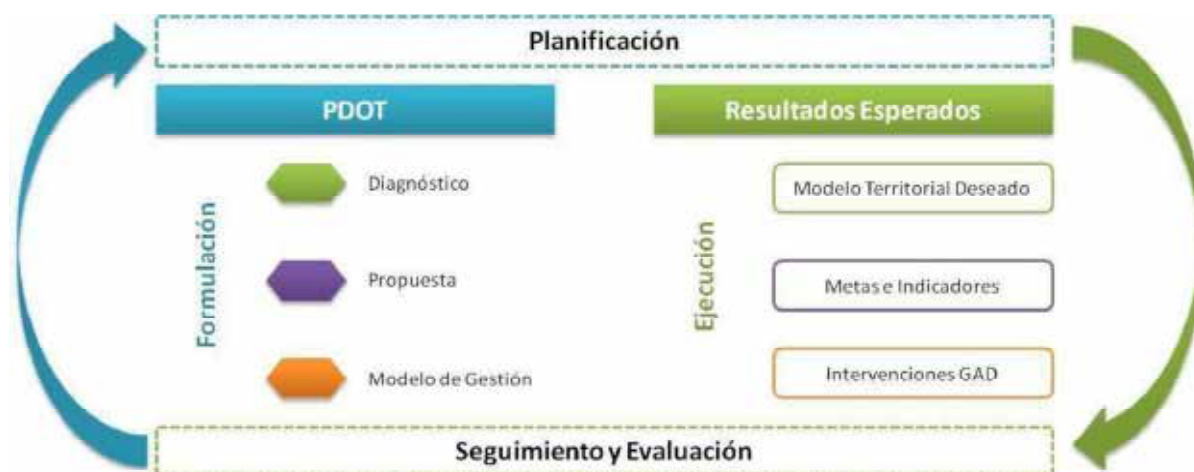 Planificación
PDOT
Resultados Esperados
Formulación
Diagnóstico
Propuesta
Modelo de Gestión
Ejecución
Modelo Territorial Deseado
Metas e Indicadores
Intervenciones GAD
Seguimiento y Evaluación